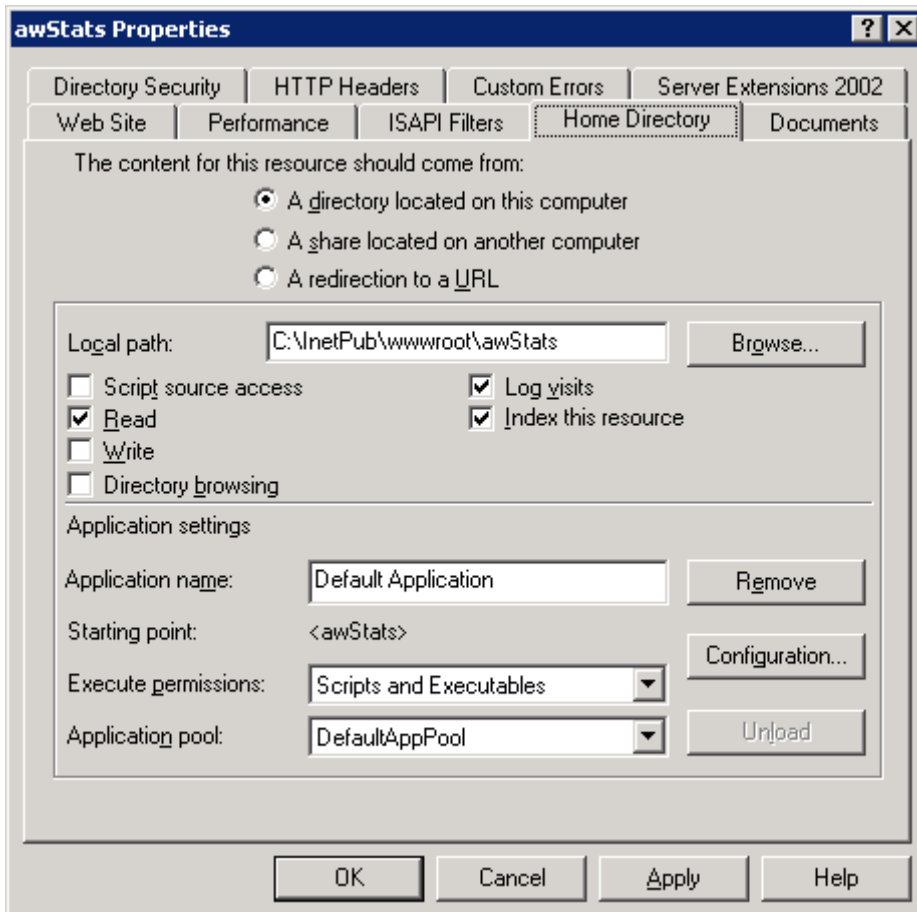 awStats Properties
Directory Security HTTP Headers Custom Errors Server Extensions 2002
Web Site Performance ISAPI Filters Home Directory Documents
The content for this resource should come from:
A directory located on this computer
A share located on another computer
A redirection to a URL
Local path: C:\InetPub\wwwroot\awStats Browse...
Script source access Log visits
Read Index this resource
Write
Directory browsing
Application settings
Application name: Default Application Remove
Starting point: <awStats>
Configuration...
Execute permissions: Scripts and Executables
Application pool: DefaultAppPool Unload
OK Cancel Apply Help